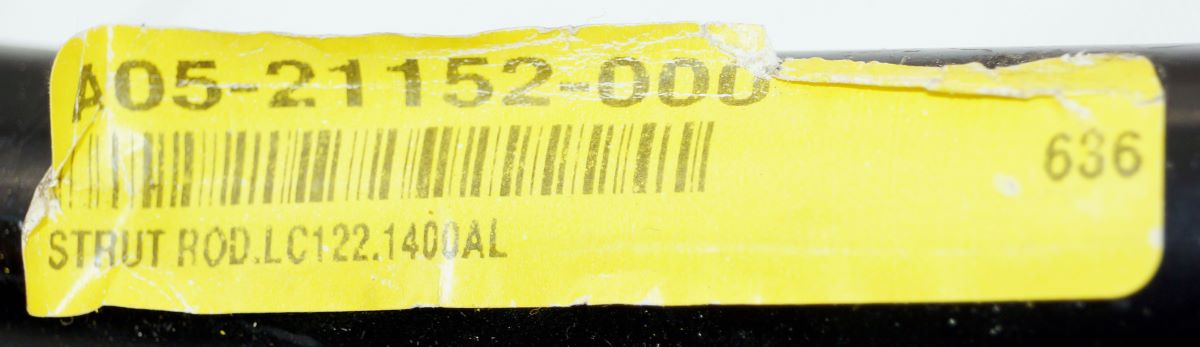 A05-21152-000
636
STRUT ROD.LC122.1400AL